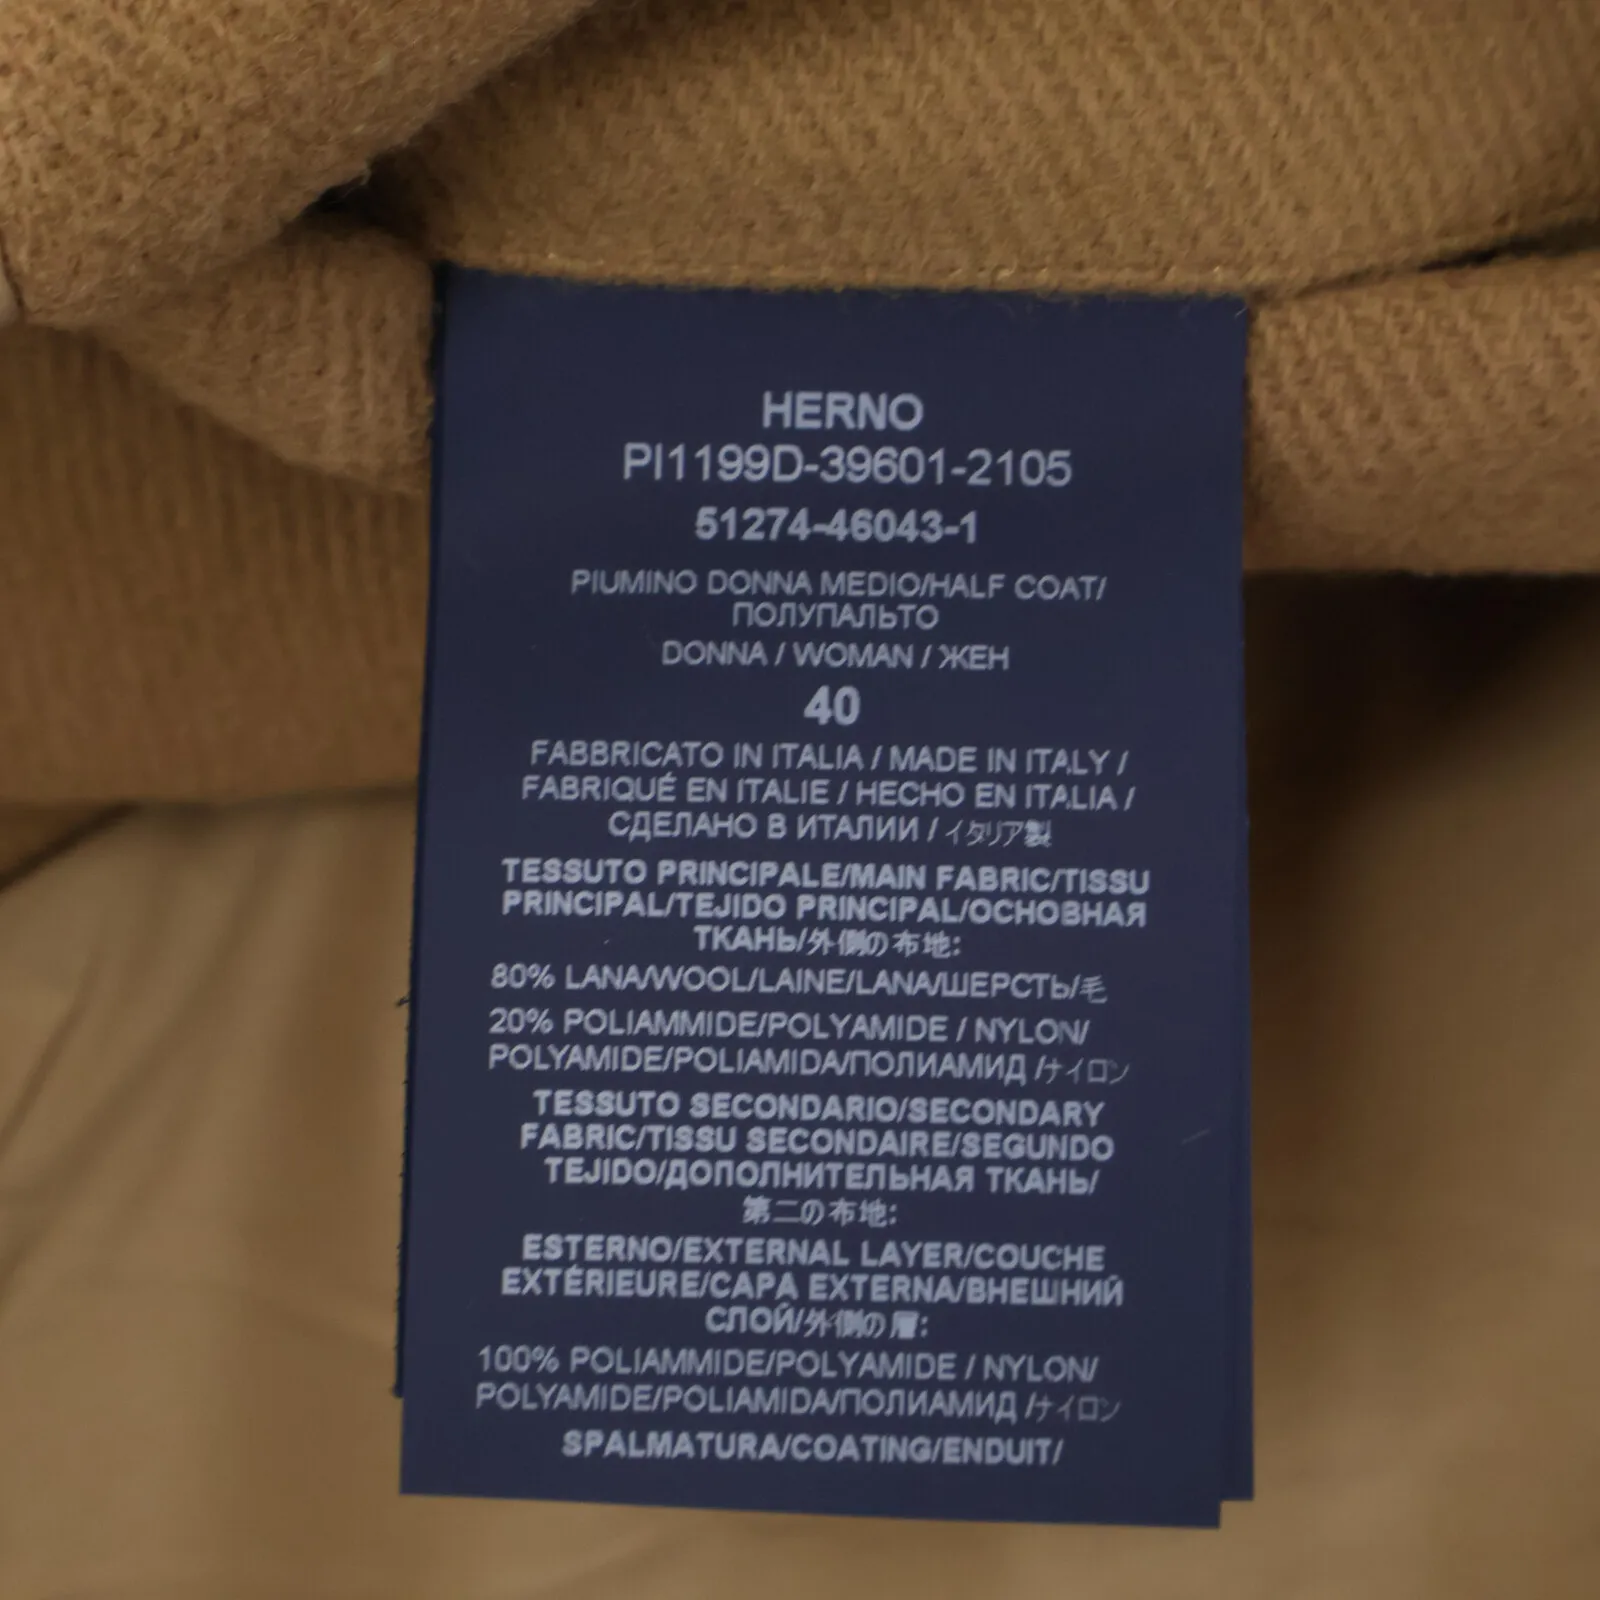 HERNO
PI1199D-39601-2105
51274-46043-1
PIUMINO DONNA MEDIO/HALF COAT/
ПОЛУПАЛЬТО
DONNA / WOMAN / ЖЕН
40
FABBRICATO IN ITALIA / MADE IN ITALY /
FABRIQUÉ EN ITALIE / HECHO EN ITALIA /
СДЕЛАНО В ИТАЛИИ / イタリア製
TESSUTO PRINCIPALE/MAIN FABRIC/TISSU
PRINCIPAL/TEJIDO PRINCIPAL/ОСНОВНАЯ
ТКАНЬ/外側の布地:
80% LANA/WOOL/LAINE/LANA/ШЕРСТЬ/毛
20% POLIAMMIDE/POLYAMIDE / NYLON/
POLYAMIDE/POLIAMIDA/ПОЛИАМИД /ナイロン
TESSUTO SECONDARIO/SECONDARY
FABRIC/TISSU SECONDAIRE/SEGUNDO
TEJIDO/ДОПОЛНИТЕЛЬНАЯ ТКАНЬ/
第二の布地:
ESTERNO/EXTERNAL LAYER/COUCHE
EXTÉRIEURE/CAPA EXTERNA/ВНЕШНИЙ
СЛОЙ/外側の層:
100% POLIAMMIDE/POLYAMIDE / NYLON/
POLYAMIDE/POLIAMIDA/ПОЛИАМИД /ナイロン
SPALMATURA/COATING/ENDUIT/